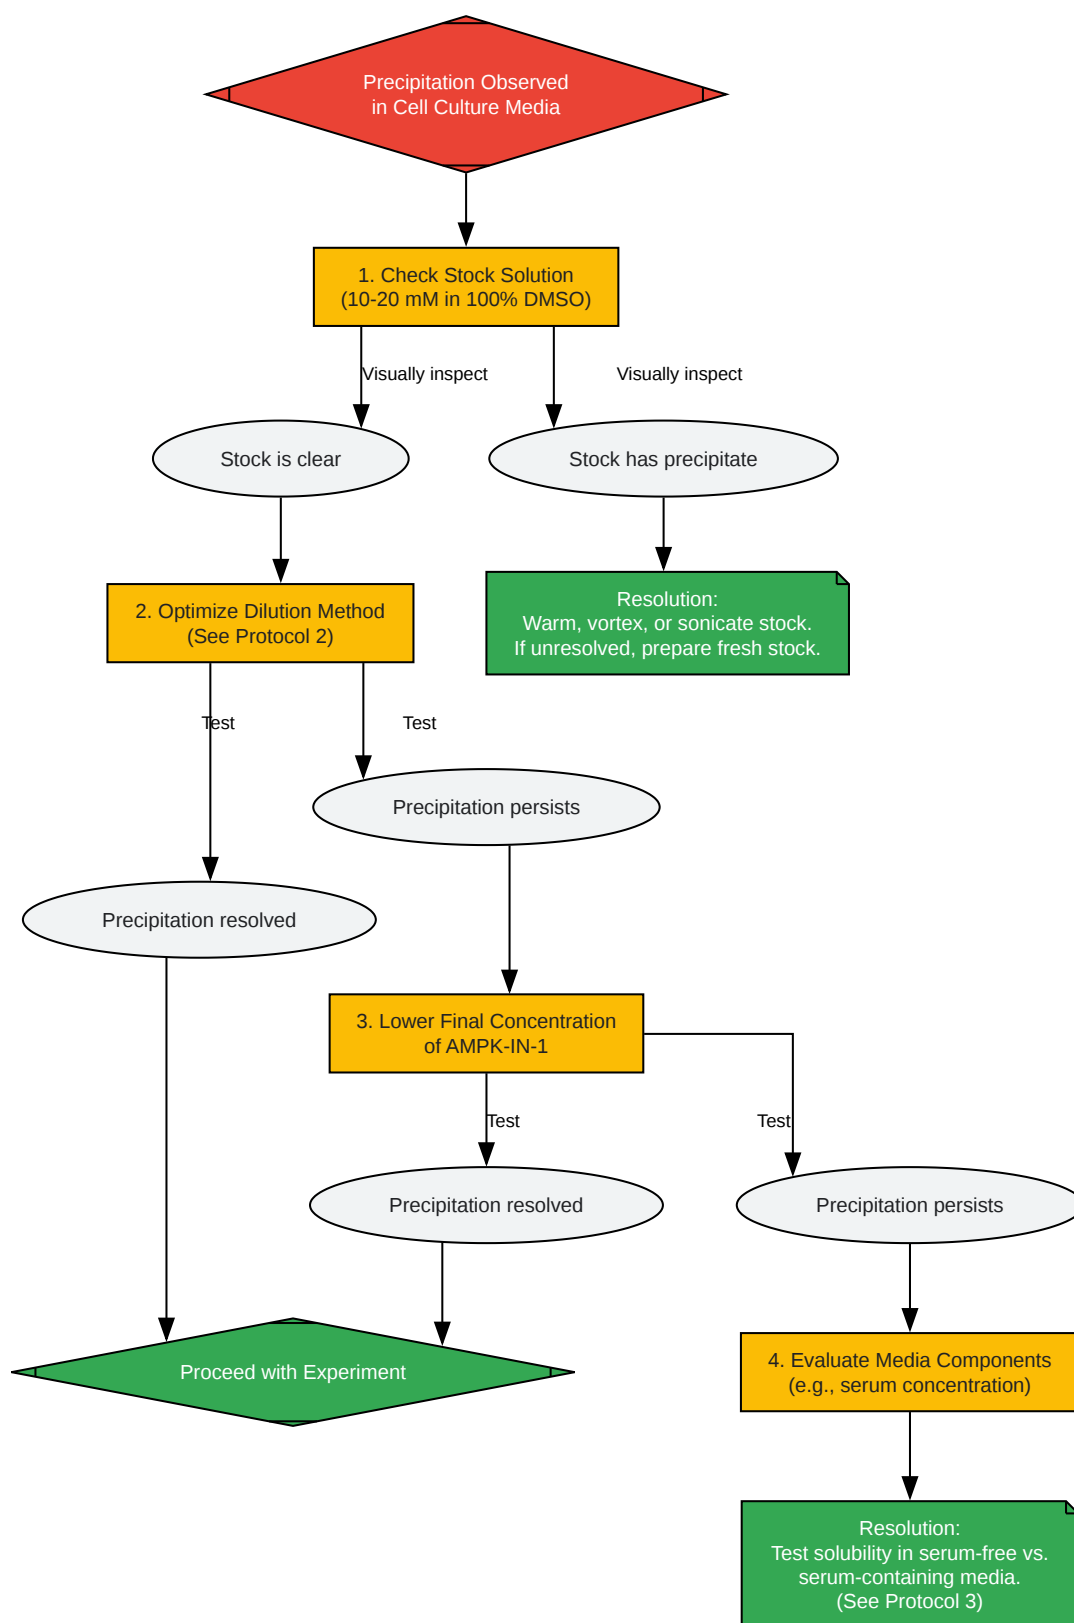 Precipitation Observed
in Cell Culture Media
1. Check Stock Solution
(10-20 mM in 100% DMSO)
Visually inspect
Visually inspect
Stock is clear
Stock has precipitate
2. Optimize Dilution Method
(See Protocol 2)
Resolution:
Warm, vortex, or sonicate stock.
If unresolved, prepare fresh stock.
Test
Test
Precipitation persists
Precipitation resolved
3. Lower Final Concentration
of AMPK-IN-1
Test
Test
Precipitation resolved
Precipitation persists
Proceed with Experiment
4. Evaluate Media Components
(e.g., serum concentration)
Resolution:
Test solubility in serum-free vs.
serum-containing media.
(See Protocol 3)